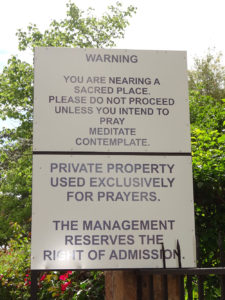 WARNING
YOU ARE NEARING A
SACRED PLACE.
PLEASE DO NOT PROCEED
UNLESS YOU INTEND TO
PRAY
MEDITATE
CONTEMPLATE.
PRIVATE PROPERTY
USED EXCLUSIVELY
FOR PRAYERS.
THE MANAGEMENT
RESERVES THE
RIGHT OF ADMISSION.